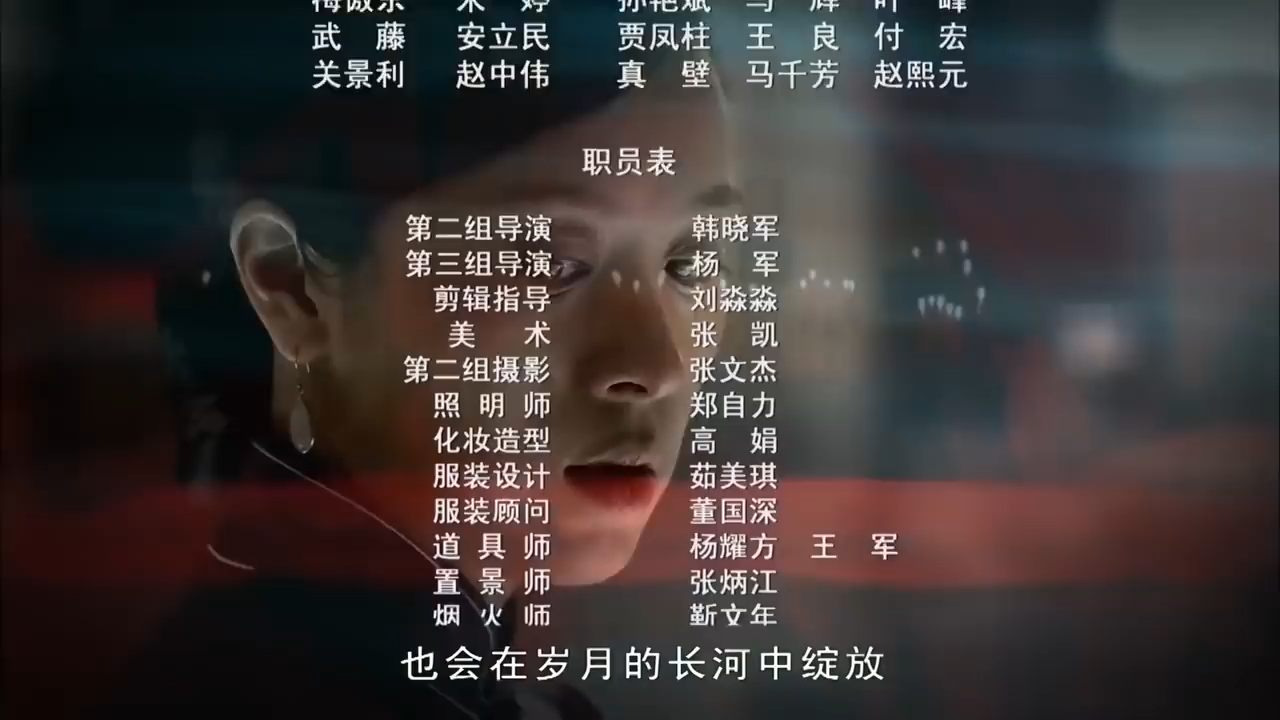 武 藤 安立民 贾凤柱 王 良 付 宏
关景利 赵中伟 真 壁 马千芳 赵熙元
职员表
第二组导演 韩晓军
第三组导演 杨 军
剪辑指导 刘淼淼
美 术 张 凯
第二组摄影 张文杰
照明师 郑自力
化妆造型 高 娟
服装设计 茹美琪
服装顾问 董国深
道具师 杨耀方 王 军
置景师 张炳江
烟火师 靳文年
也会在岁月的长河中绽放